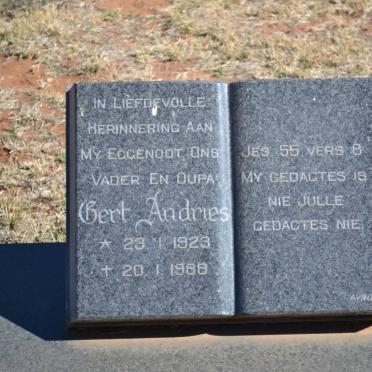 IN LIEFDEVOLLE
HERINNERING AAN
MY EGGENOOT, ONS
VADER EN OUPA
Gert Andries
* 23·1·1923
† 20·1·1988
JES 55 VERS 8
MY GEDAGTES IS
NIE JULLE
GEDAGTES NIE.